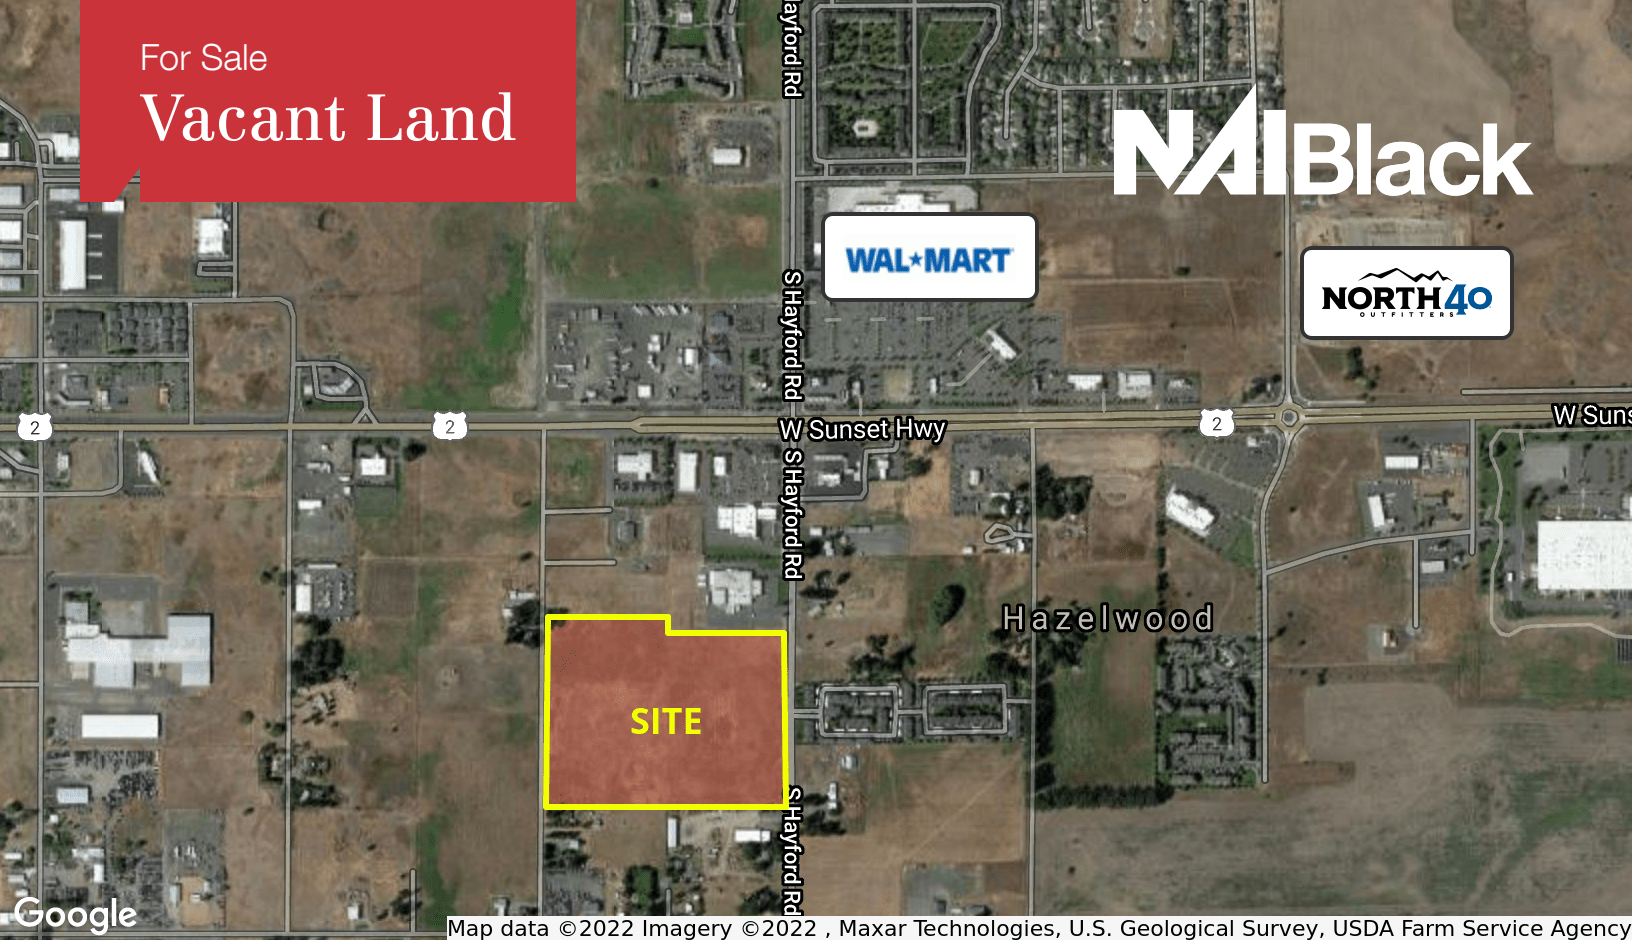 For Sale
Vacant Land
NAIBlack
ayford Rd
WAL★MART
NORTH40
OUTFITTERS
S Hayford Rd
2
2
2
W Sunset Hwy
W Suns
S Hayford Rd
Hazelwood
SITE
S Hayford Rd
Google
Map data ©2022 Imagery ©2022 , Maxar Technologies, U.S. Geological Survey, USDA Farm Service Agency